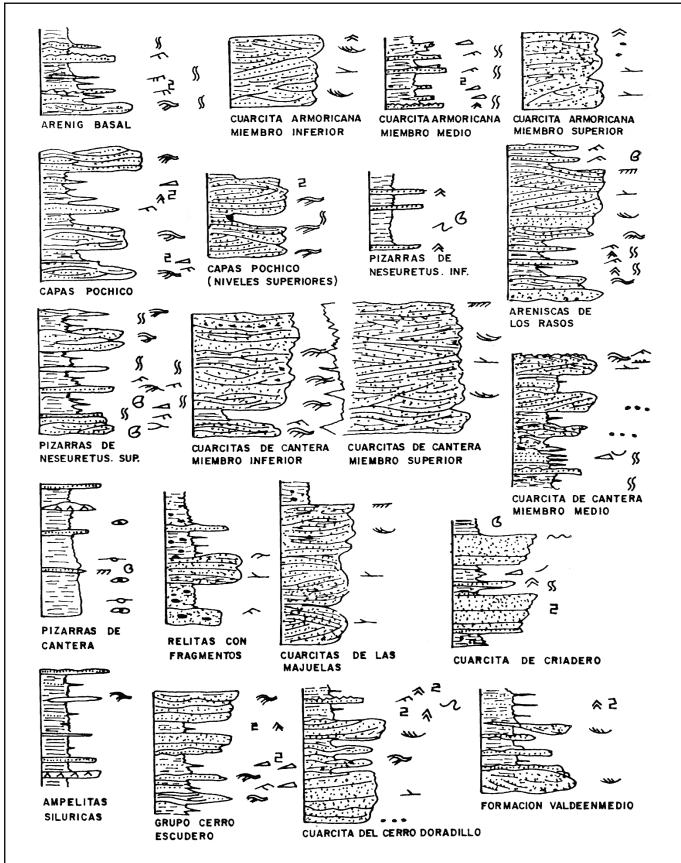 ARENIG BASAL
CUARCITA ARMORICANA
MIEMBRO INFERIOR
CUARCITA ARMORICANA
MIEMBRO MEDIO
CUARCITA ARMORICANA
MIEMBRO SUPERIOR
CAPAS POCHICO
CAPAS POCHICO
(NIVELES SUPERIORES)
PIZARRAS DE
NESEURETUS. INF.
ARENISCAS DE
LOS RASOS
PIZARRAS DE
NESEURETUS. SUP.
CUARCITAS DE CANTERA
MIEMBRO INFERIOR
CUARCITAS DE CANTERA
MIEMBRO SUPERIOR
CUARCITA DE CANTERA
MIEMBRO MEDIO
PIZARRAS DE
CANTERA
RELITAS CON
FRAGMENTOS
CUARCITAS DE LAS
MAJUELAS
CUARCITA DE CRIADERO
AMPELITAS
SILURICAS
GRUPO CERRO
ESCUDERO
CUARCITA DEL CERRO DORADILLO
FORMACION VALDEENMEDIO